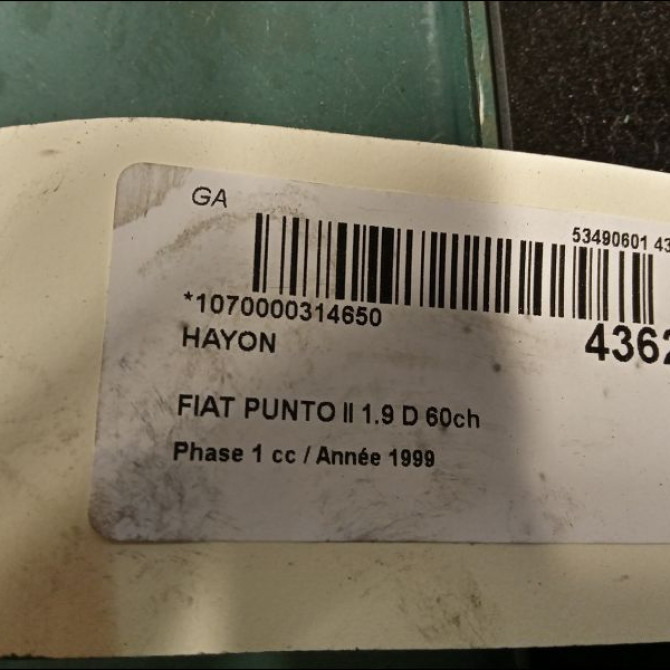 GA
53490601 43
*1070000314650
HAYON
4362
FIAT PUNTO II 1.9 D 60ch
Phase 1 cc / Année 1999